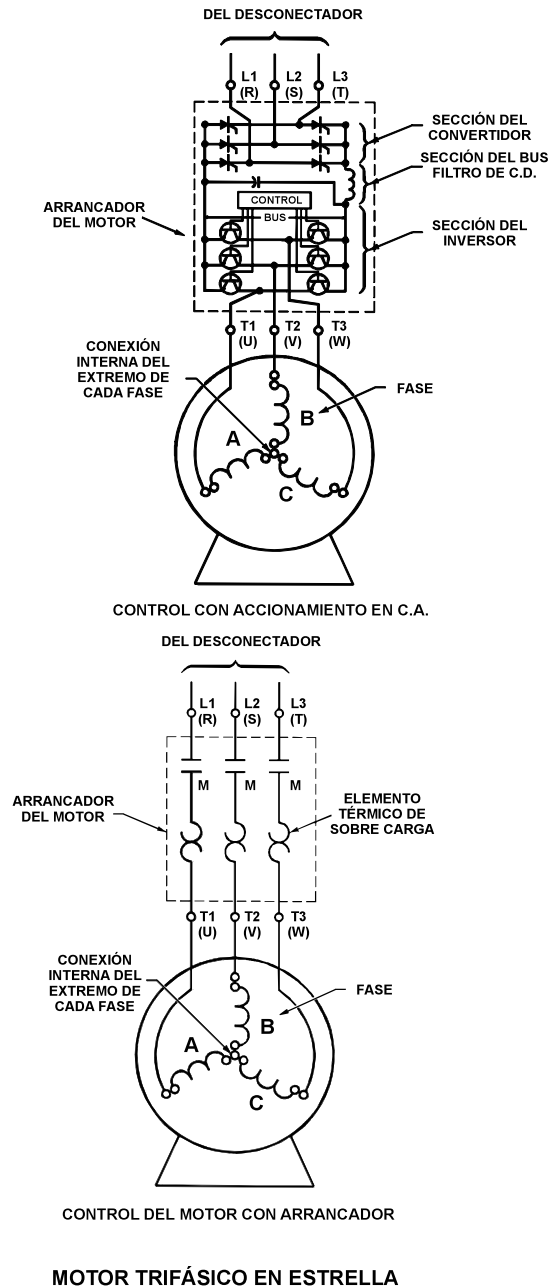 DEL DESCONECTADOR
L1 L2 L3
(R) (S) (T)
SECCIÓN DEL
CONVERTIDOR
SECCIÓN DEL BUS
FILTRO DE C.D.
CONTROL
BUS
ARRANCADOR
DEL MOTOR
SECCIÓN DEL
INVERSOR
T1 T2 T3
(U) (V) (W)
CONEXIÓN
INTERNA DEL
EXTREMO DE
CADA FASE
FASE
B
A
C
CONTROL CON ACCIONAMIENTO EN C.A.
DEL DESCONECTADOR
L1 L2 L3
(R) (S) (T)
M M M
ARRANCADOR
DEL MOTOR
ELEMENTO
TÉRMICO DE
SOBRE CARGA
T1 T2 T3
(U) (V) (W)
CONEXIÓN
INTERNA DEL
EXTREMO DE
CADA FASE
FASE
B
A
C
CONTROL DEL MOTOR CON ARRANCADOR
MOTOR TRIFÁSICO EN ESTRELLA